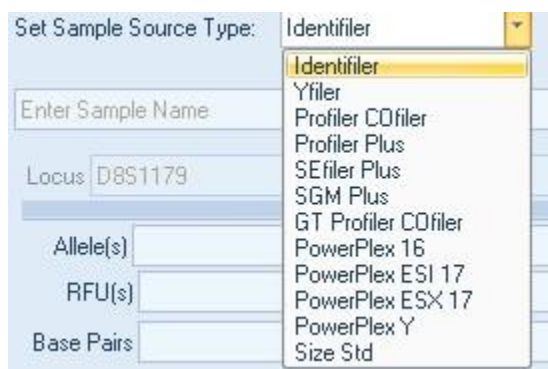 Set Sample Source Type: Identifiler
Identifiler
Yfiler
Enter Sample Name
Profiler COfiler
Profiler Plus
SEfiler Plus
Locus D8S1179
SGM Plus
GT Profiler COfiler
Allele(s)
PowerPlex 16
PowerPlex ESI 17
RFU(s)
PowerPlex ESX 17
PowerPlex Y
Base Pairs
Size Std